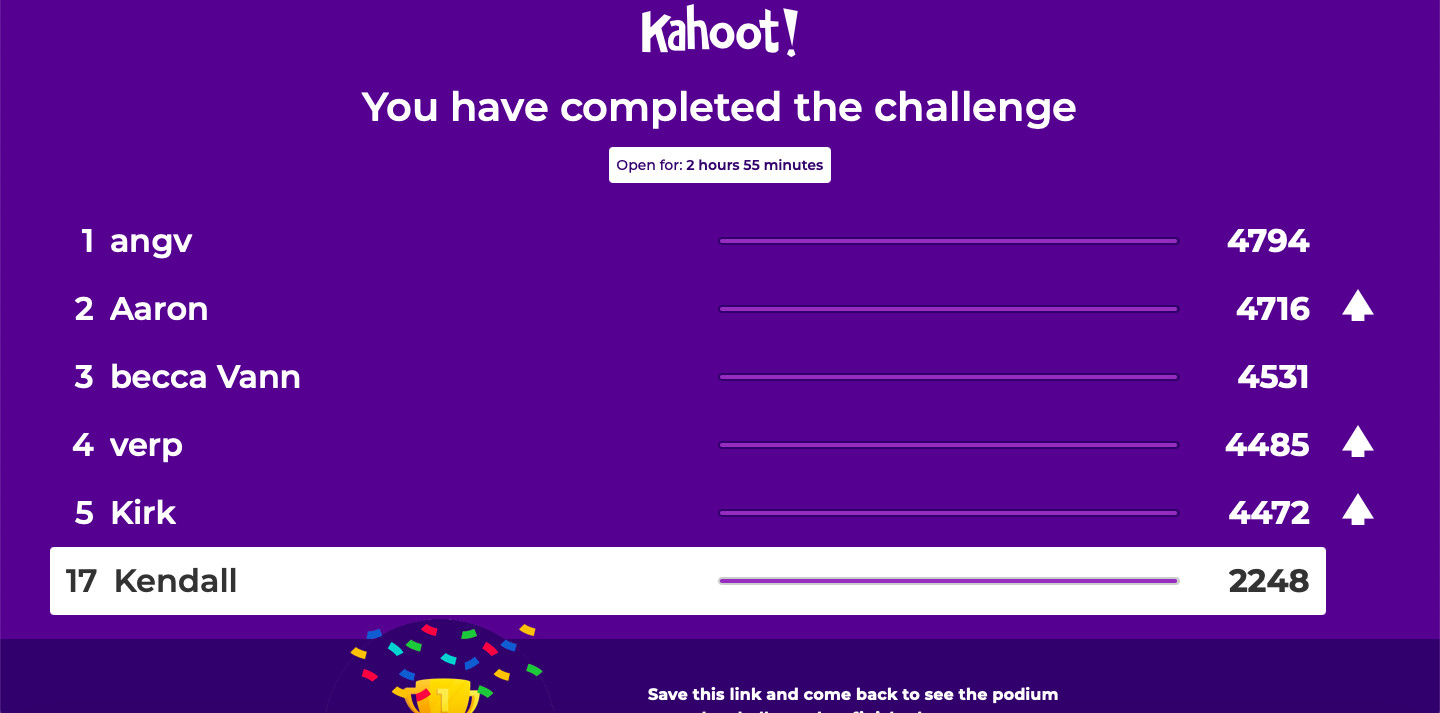 Kahoot!
You have completed the challenge
Open for: 2 hours 55 minutes
1 angv 4794
2 Aaron 4716
3 becca Vann 4531
4 verp 4485
5 Kirk 4472
17 Kendall 2248
1
Save this link and come back to see the podium